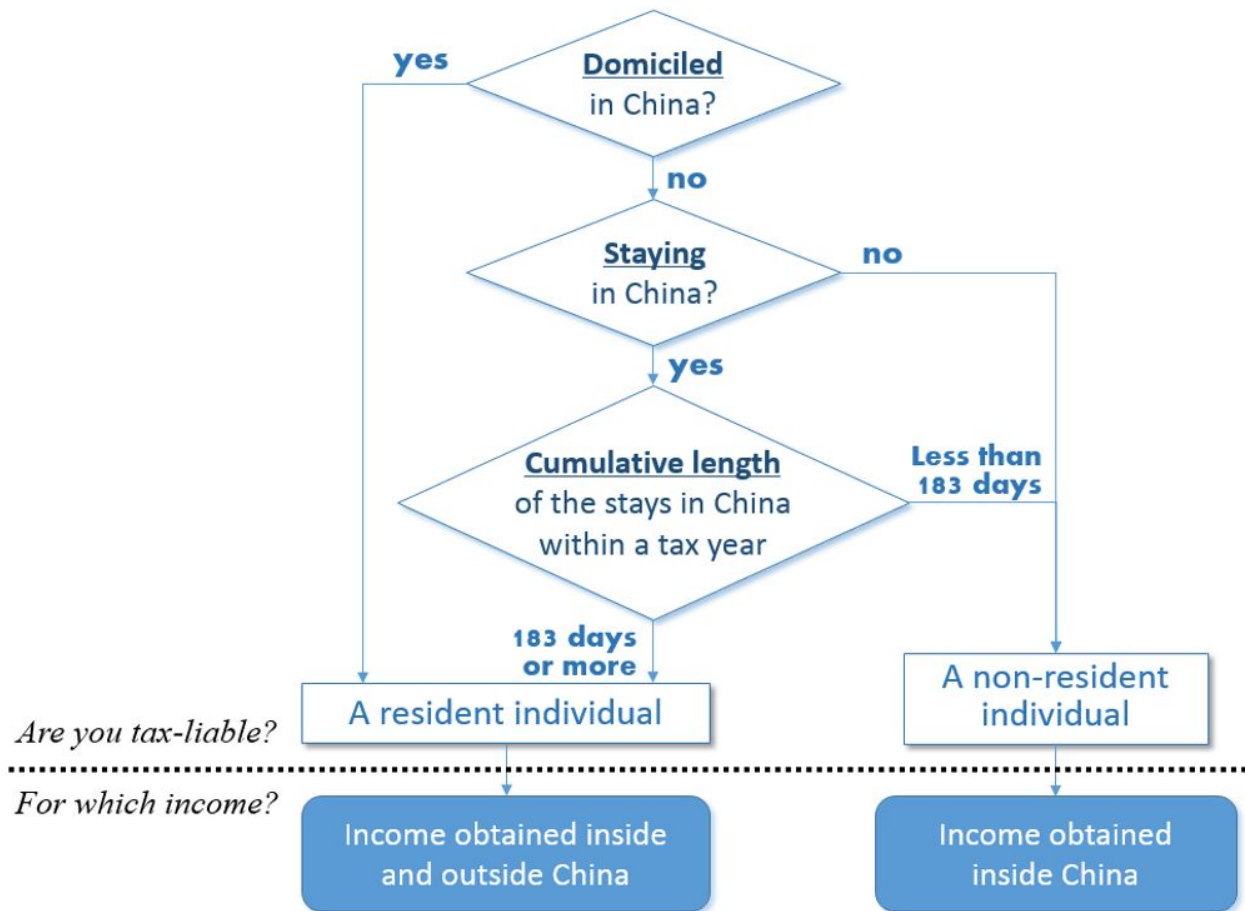 yes
Domiciled
in China?
no
Staying
in China?
no
yes
Cumulative length
of the stays in China
within a tax year
Less than
183 days
183 days
or more
A resident individual
A non-resident
individual
Are you tax-liable?
For which income?
Income obtained inside
and outside China
Income obtained
inside China